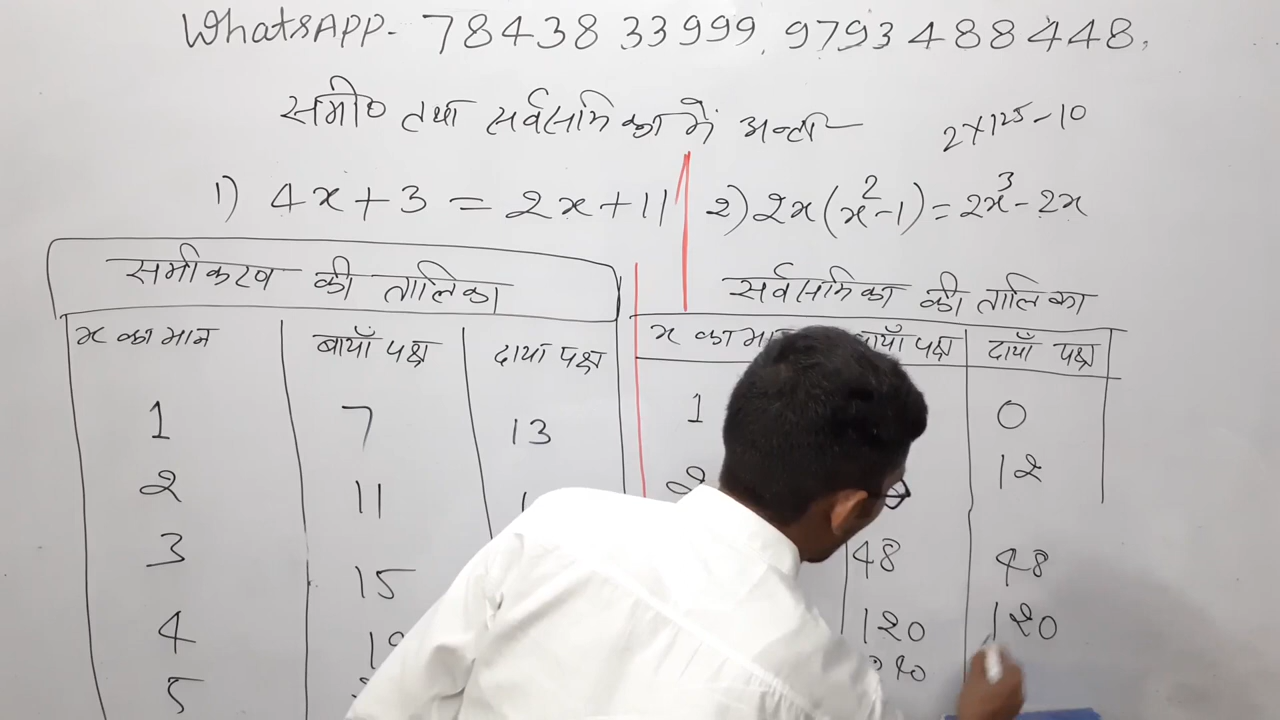 WhatsAPP- 7843833999, 9793488448,
समी० तथा सर्वसमिका में अन्तर
2×125-10
1) 4x+3 = 2x+11
2) 2x(x²-1) = 2x³-2x
समीकरण की तालिका
x का मान बायाँ पक्ष दायाँ पक्ष
1 7 13
2 11
3 15
4
5
सर्वसमिका की तालिका
x का दायाँ पक्ष
1 0
2 12
48 48
120 120